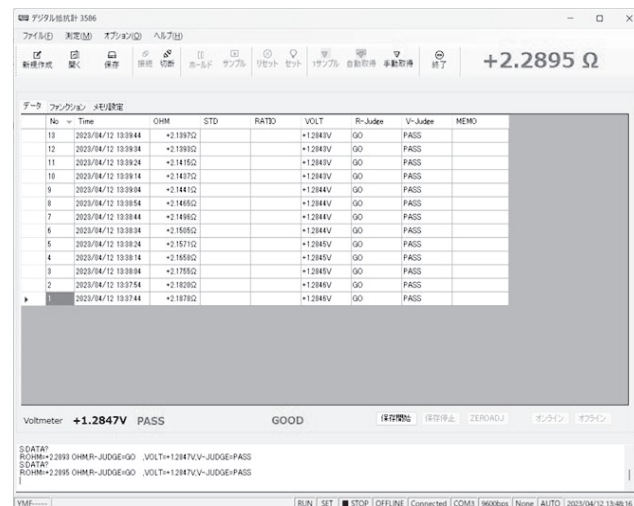 デジタル抵抗計 3586
ファイル(F) 測定(M) オプション(O) ヘルプ(H)
新規作成 開く 保存 接続 切断 ホールド サンプル リセット セット 1サンプル 自動取得 手動取得 終了 +2.2895 Ω
データ ファンクション メモリ設定
No Time OHM STD RATIO VOLT R-Judge V-Judge MEMO
13 2023/04/12 13:39:44 +2.1397Ω +1.2843V GO PASS
12 2023/04/12 13:39:34 +2.1393Ω +1.2843V GO PASS
11 2023/04/12 13:39:24 +2.1415Ω +1.2843V GO PASS
10 2023/04/12 13:39:14 +2.1437Ω +1.2843V GO PASS
9 2023/04/12 13:39:04 +2.1441Ω +1.2844V GO PASS
8 2023/04/12 13:38:54 +2.1465Ω +1.2844V GO PASS
7 2023/04/12 13:38:44 +2.1496Ω +1.2844V GO PASS
6 2023/04/12 13:38:34 +2.1505Ω +1.2845V GO PASS
5 2023/04/12 13:38:24 +2.1571Ω +1.2845V GO PASS
4 2023/04/12 13:38:14 +2.1658Ω +1.2845V GO PASS
3 2023/04/12 13:38:04 +2.1755Ω +1.2845V GO PASS
2 2023/04/12 13:37:54 +2.1820Ω +1.2846V GO PASS
1 2023/04/12 13:37:44 +2.1878Ω +1.2846V GO PASS
Voltmeter +1.2847V PASS GOOD 保存開始 保存停止 ZEROADJ オンライン オフライン
S:DATA?
R:OHM=+2.2893 OHM,R-JUDGE=GO ,VOLT=+1.2847V,V-JUDGE=PASS
S:DATA?
R:OHM=+2.2895 OHM,R-JUDGE=GO ,VOLT=+1.2847V,V-JUDGE=PASS
YMF----- RUN SET STOP OFFLINE Connected COM3 9600bps None AUTO 2023/04/12 13:48:16